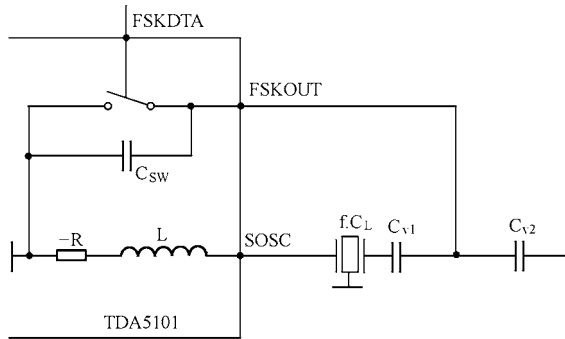 FSKDTA
FSKOUT
C_SW
−R
L
SOSC
f.C_L
C_v1
C_v2
TDA5101